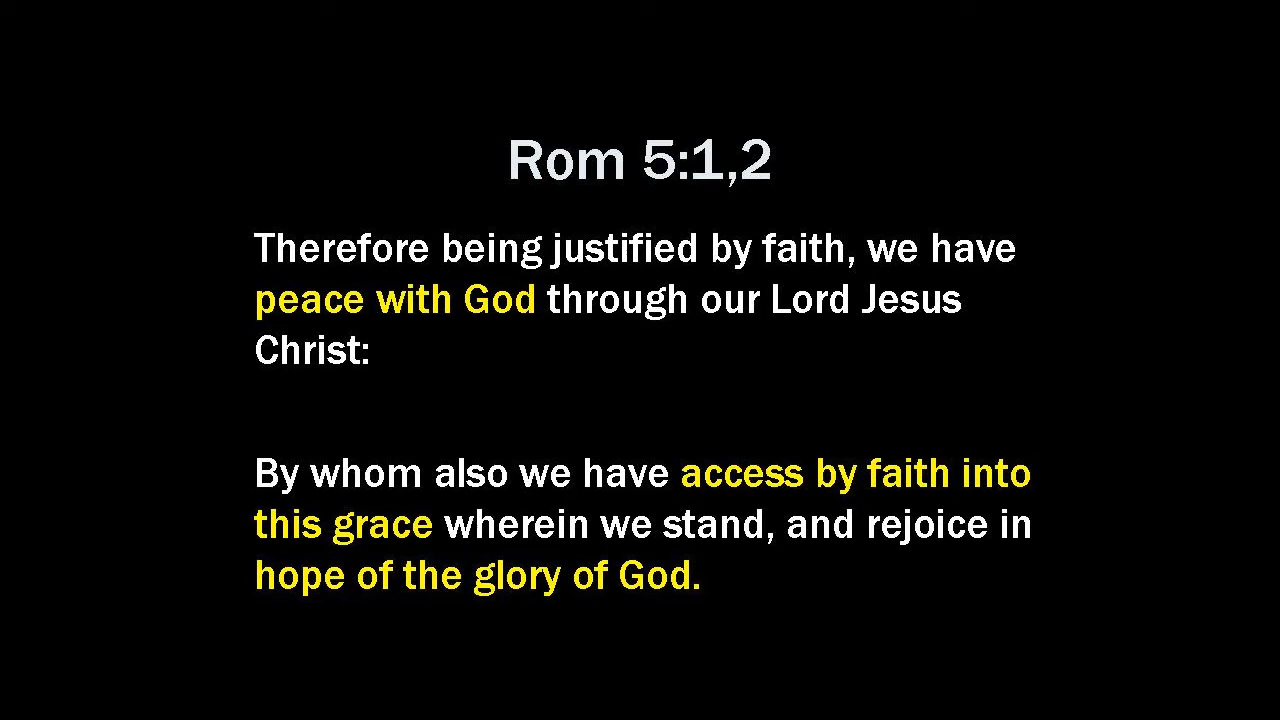 Rom 5:1,2
Therefore being justified by faith, we have
peace with God through our Lord Jesus
Christ:
By whom also we have access by faith into
this grace wherein we stand, and rejoice in
hope of the glory of God.